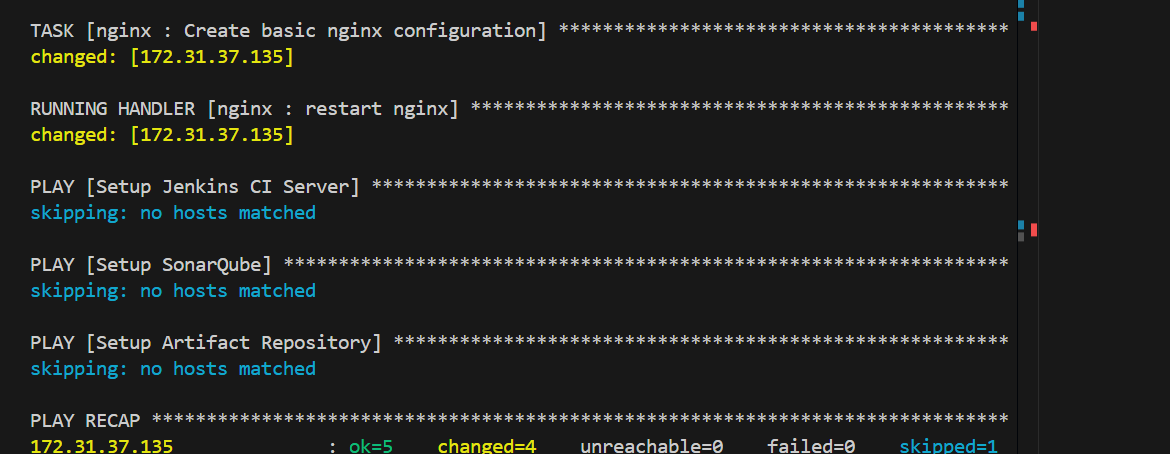 TASK [nginx : Create basic nginx configuration] *****************************************
changed: [172.31.37.135]
RUNNING HANDLER [nginx : restart nginx] *************************************************
changed: [172.31.37.135]
PLAY [Setup Jenkins CI Server] **********************************************************
skipping: no hosts matched
PLAY [Setup SonarQube] ******************************************************************
skipping: no hosts matched
PLAY [Setup Artifact Repository] ********************************************************
skipping: no hosts matched
PLAY RECAP ******************************************************************************
172.31.37.135              : ok=5    changed=4    unreachable=0    failed=0    skipped=1